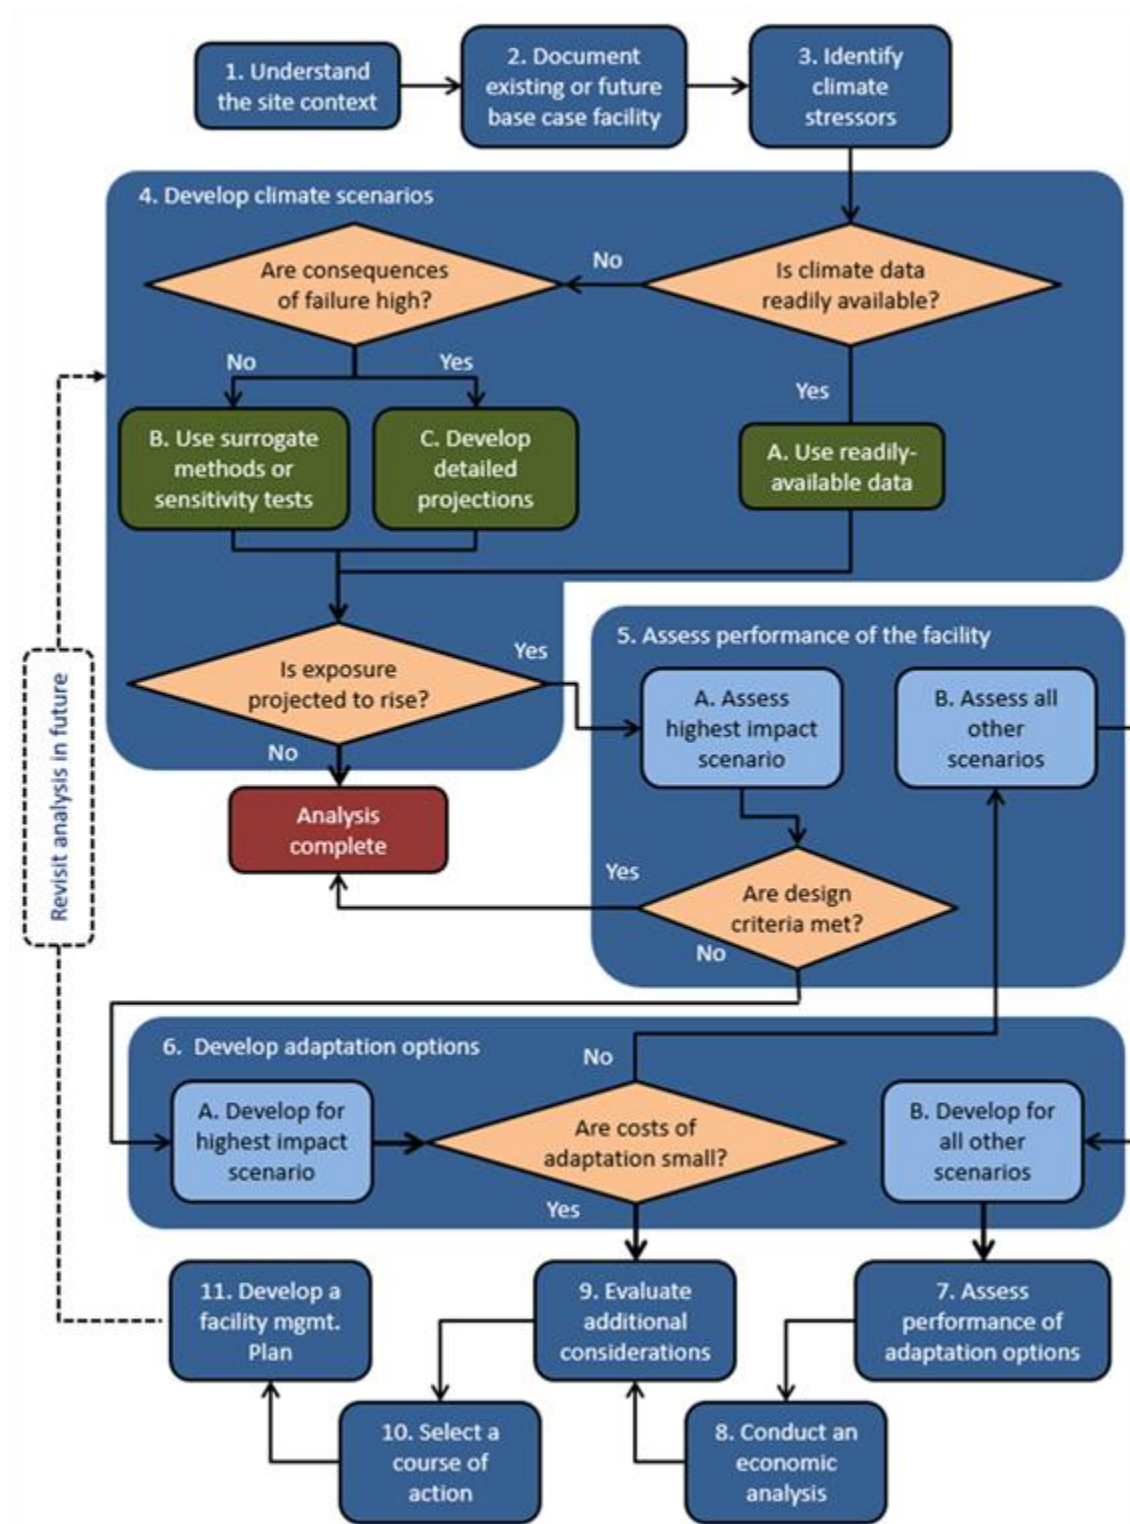 1. Understand
the site context
2. Document
existing or future
base case facility
3. Identify
climate
stressors
4. Develop climate scenarios
Are consequences
of failure high?
No
Is climate data
readily available?
No
Yes
Yes
B. Use surrogate
methods or
sensitivity tests
C. Develop
detailed
projections
A. Use readily-
available data
Is exposure
projected to rise?
Yes
No
Analysis
complete
5. Assess performance of the facility
A. Assess
highest impact
scenario
B. Assess all
other
scenarios
Yes
Are design
criteria met?
No
Revisit analysis in future
6.  Develop adaptation options
No
A. Develop for
highest impact
scenario
Are costs of
adaptation small?
B. Develop for
all other
scenarios
Yes
11. Develop a
facility mgmt.
Plan
9. Evaluate
additional
considerations
7. Assess
performance of
adaptation options
10. Select a
course of
action
8. Conduct an
economic
analysis